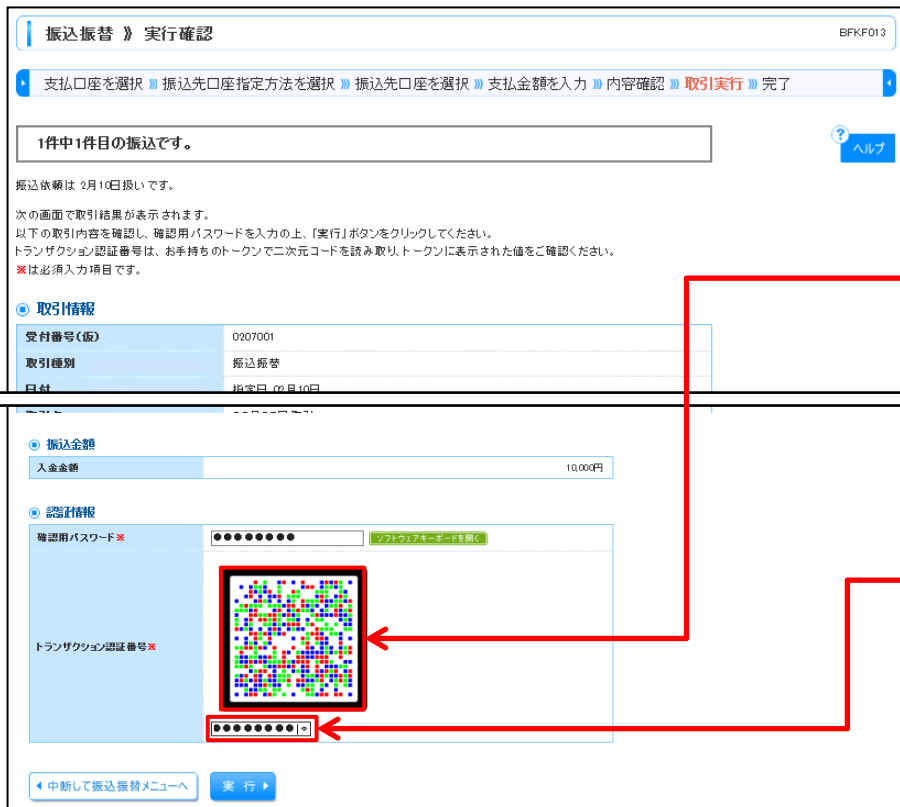 振込振替 》 実行確認
BFKF013
支払口座を選択 》 振込先口座指定方法を選択 》 振込先口座を選択 》 支払金額を入力 》 内容確認 》 取引実行 》 完了
1件中1件目の振込です。
? ヘルプ
振込依頼は 2月10日扱いです。
次の画面で取引結果が表示されます。
以下の取引内容を確認し、確認用パスワードを入力の上、「実行」ボタンをクリックしてください。
トランザクション認証番号は、お手持ちのトークンで二次元コードを読み取り、トークンに表示された値をご確認ください。
※は必須入力項目です。
取引情報
受付番号(仮) 0207001
取引種別 振込振替
日付 指定日 02月10日
振込金額
入金金額 10,000円
認証情報
確認用パスワード※ ●●●●●●●● ソフトウェアキーボードを開く
トランザクション認証番号※
●●●●●●●●
中断して振込振替メニューへ
実 行